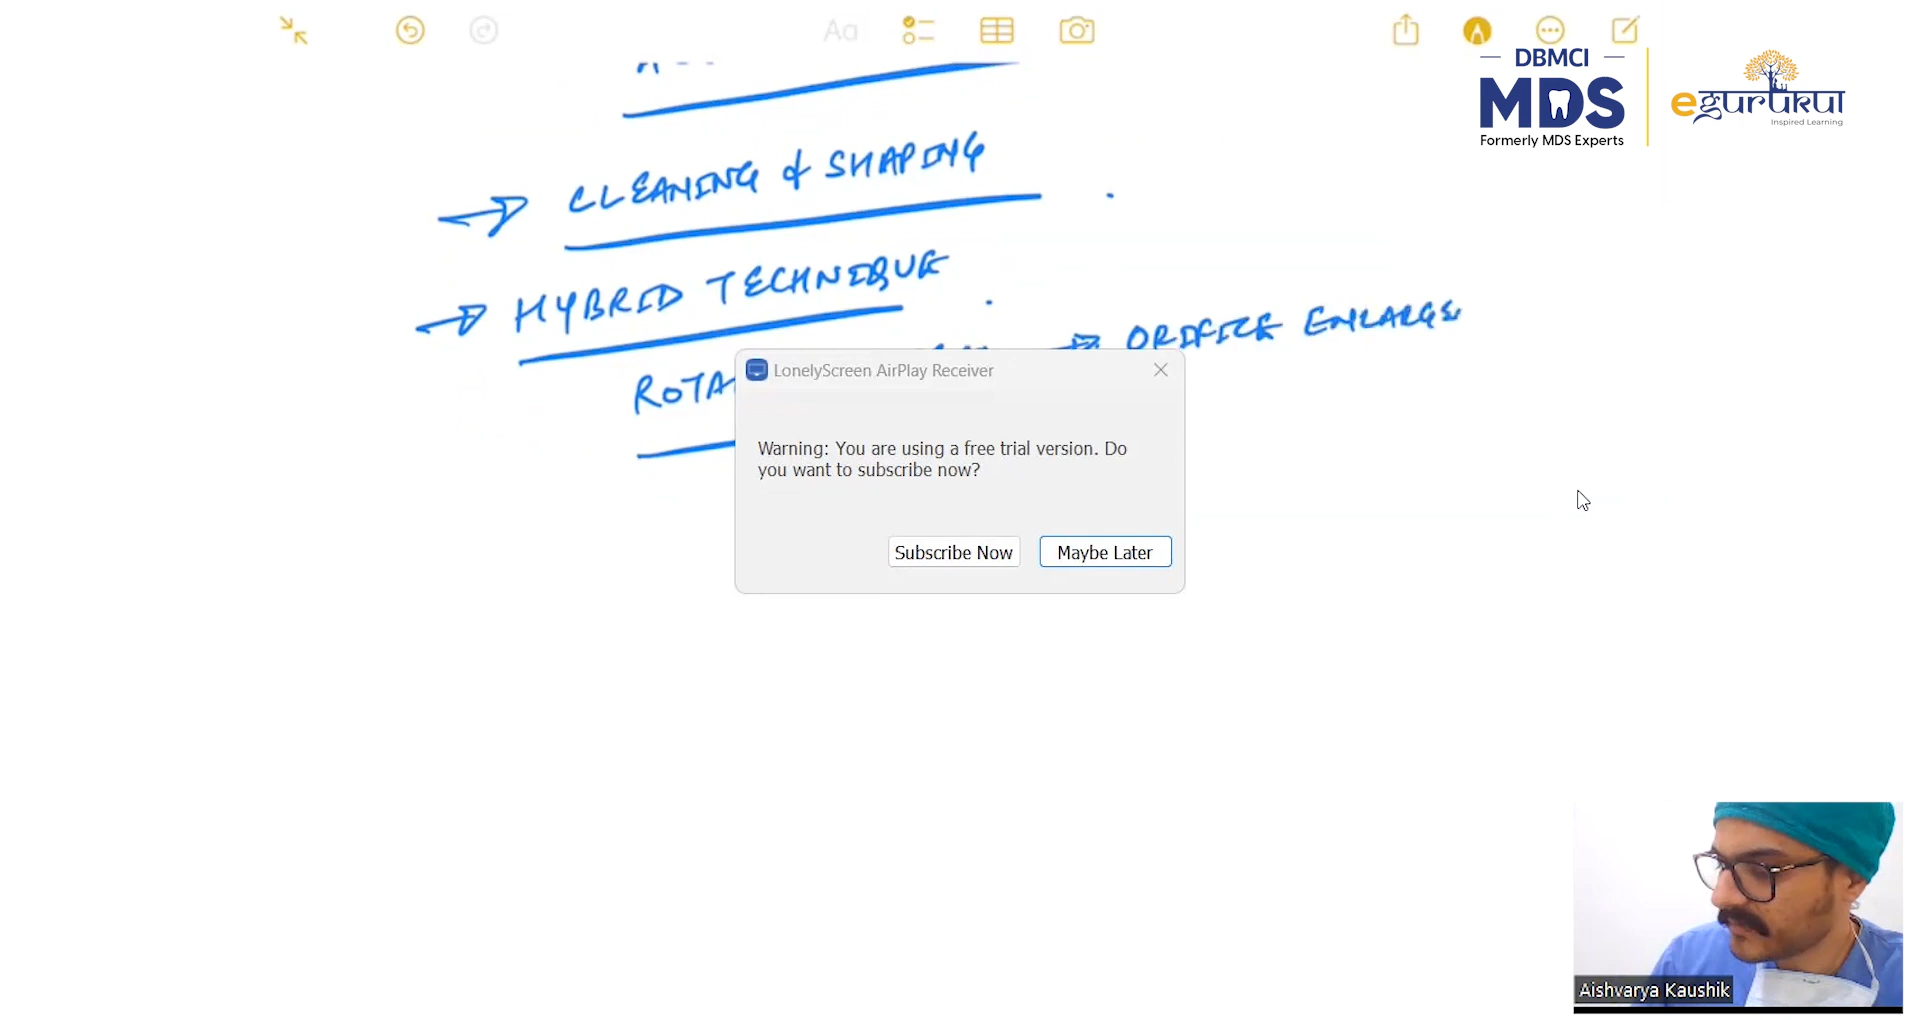 Aa
DBMCI
MDS
Formerly MDS Experts
egurukul
Inspired Learning
CLEANING & SHAPING
HYBRID TECHNIQUE
ORIFICE ENLARGE
ROTA
LonelyScreen AirPlay Receiver
Warning: You are using a free trial version. Do
you want to subscribe now?
Subscribe Now
Maybe Later
Aishvarya Kaushik